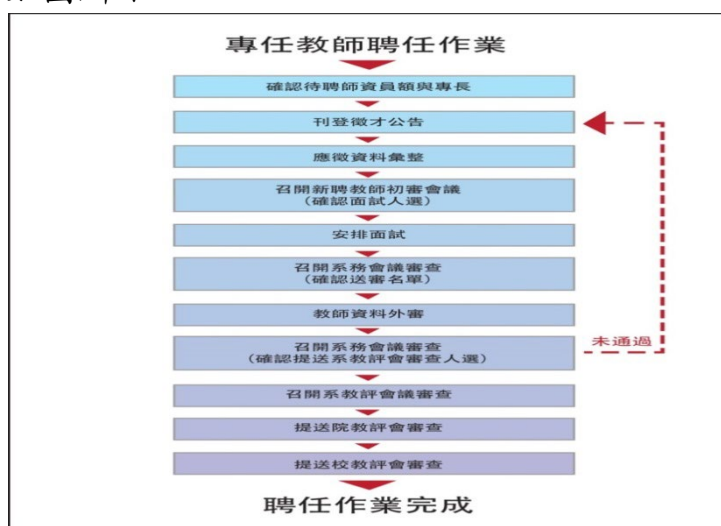 專任教師聘任作業
確認待聘師資員額與專長
刊登徵才公告
應徵資料彙整
召開新聘教師初審會議
(確認面試人選)
安排面試
召開系務會議審查
(確認送審名單)
教師資料外審
召開系務會議審查
(確認提送系教評會審查人選)
未通過
召開系教評會議審查
提送院教評會審查
提送校教評會審查
聘任作業完成